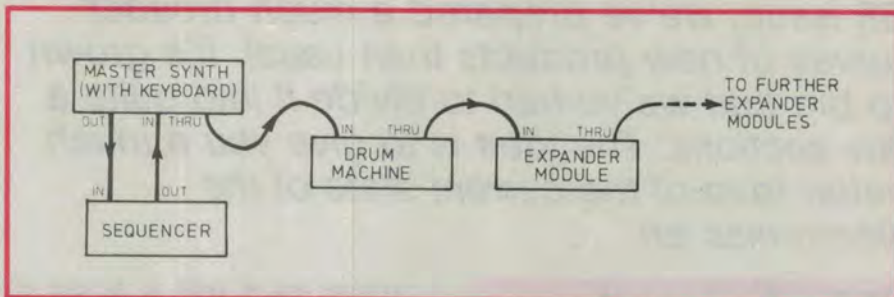 MASTER SYNTH
(WITH KEYBOARD)
OUT IN THRU
IN OUT
SEQUENCER
IN THRU
DRUM
MACHINE
IN THRU
EXPANDER
MODULE
TO FURTHER
EXPANDER
MODULES